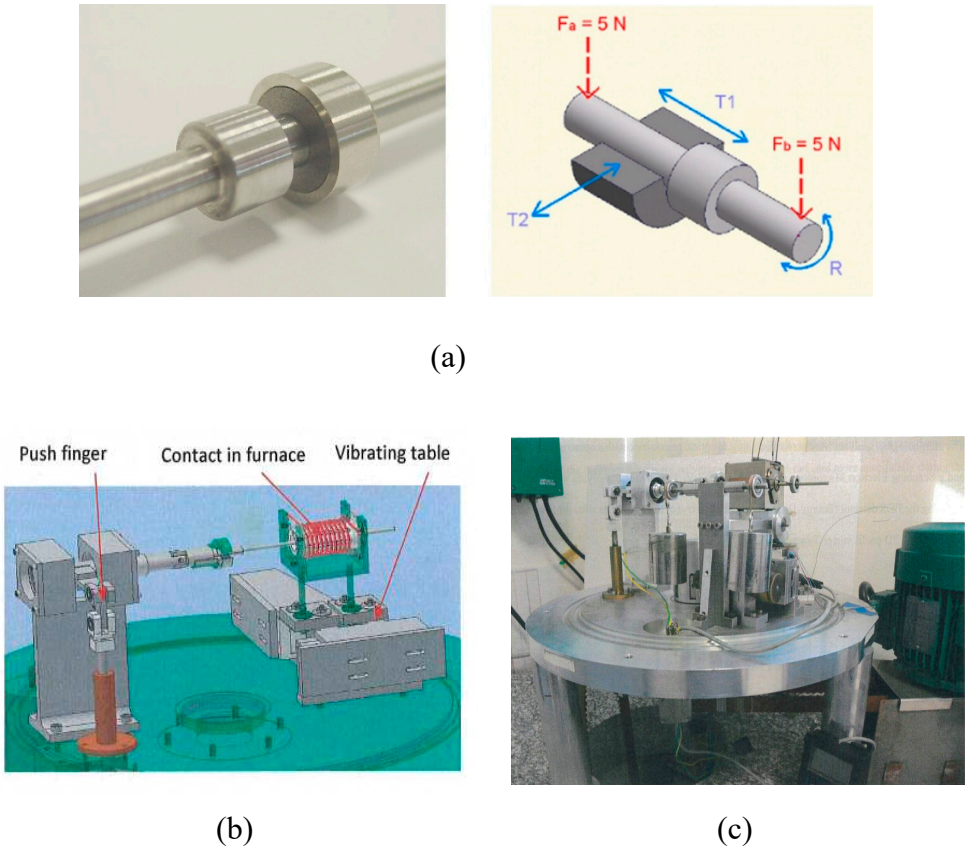 Fa = 5 N
T1
Fb = 5 N
T2
R
(a)
Push finger
Contact in furnace
Vibrating table
(b)
(c)